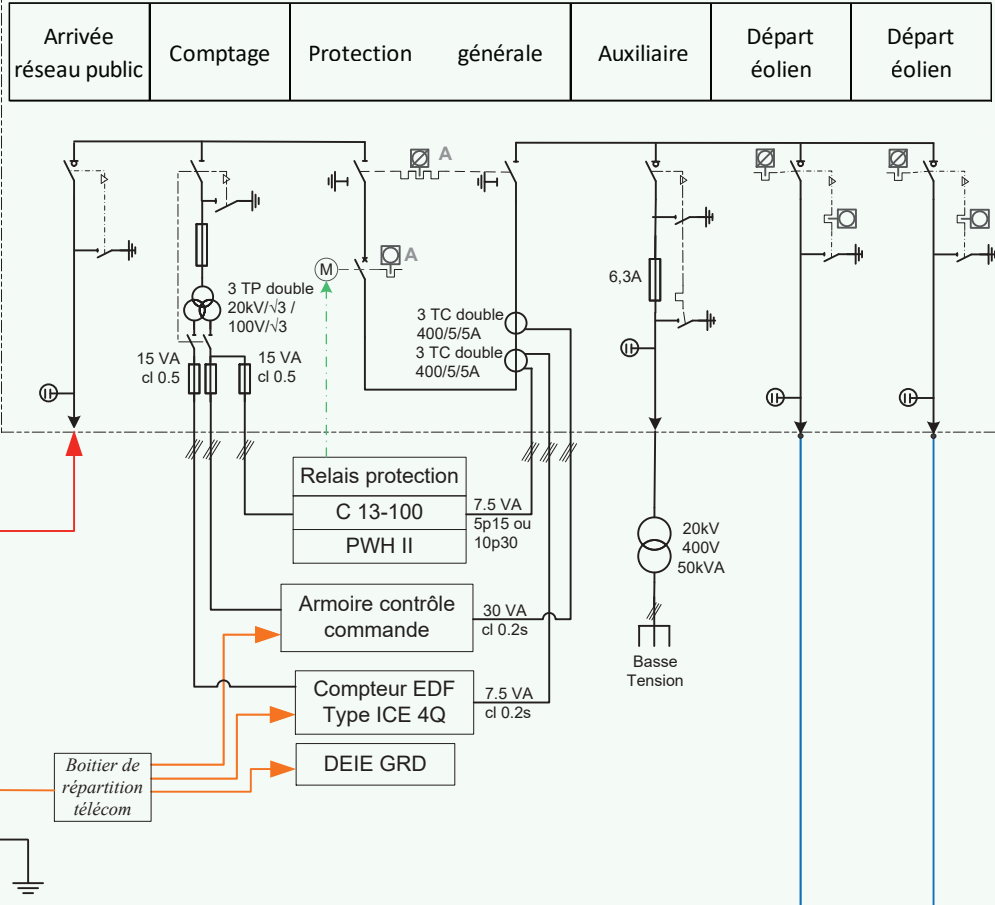 Arrivée
réseau public
Comptage
Protection générale
Auxiliaire
Départ
éolien
Départ
éolien
A
A
M
3 TP double
20kV/√3 /
100V/√3
15 VA
cl 0.5
15 VA
cl 0.5
3 TC double
400/5/5A
3 TC double
400/5/5A
6,3A
Relais protection
C 13-100
PWH II
7.5 VA
5p15 ou
10p30
20kV
400V
50kVA
Armoire contrôle
commande
30 VA
cl 0.2s
Basse
Tension
Compteur EDF
Type ICE 4Q
7.5 VA
cl 0.2s
DEIE GRD
Boitier de
répartition
télécom